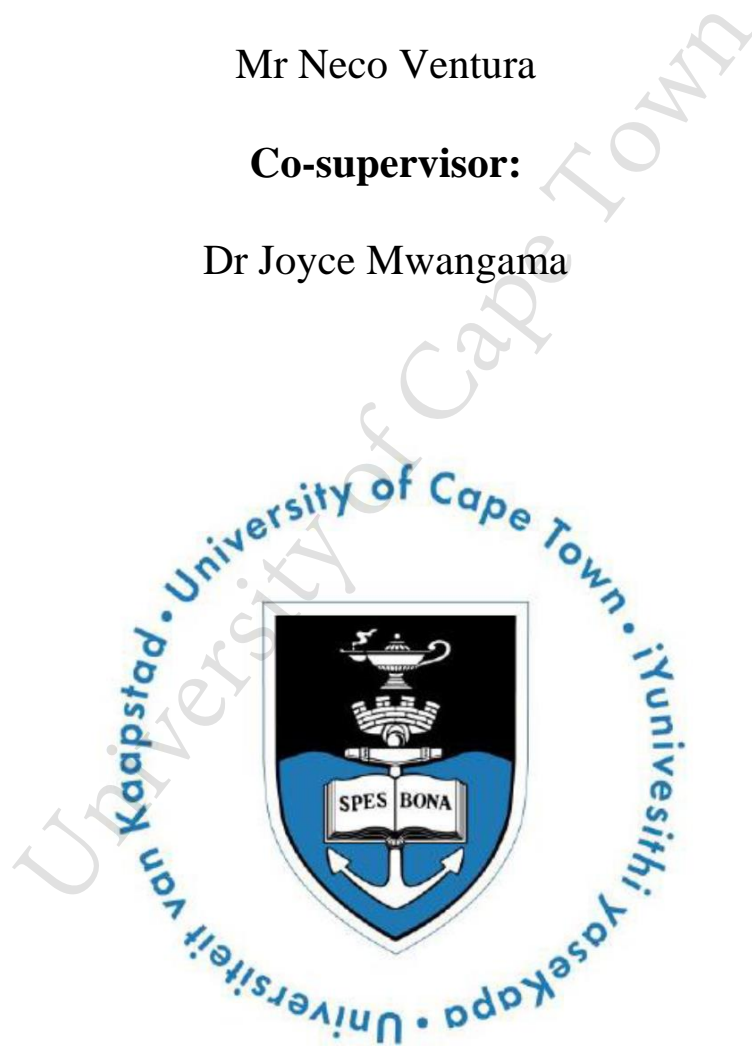 Mr Neco Ventura
Co-supervisor:
Dr Joyce Mwangama
University of Cape Town
University of Cape Town • iYunivesithi yaseKapa • Universiteit van Kaapstad •
SPES BONA